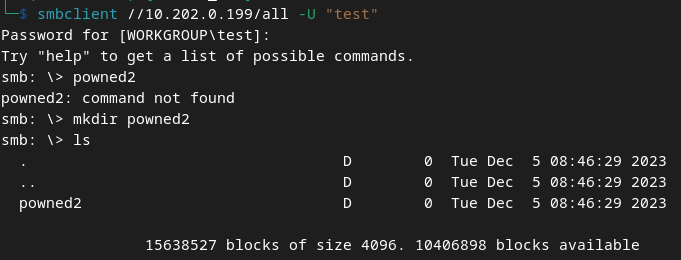 └─$ smbclient //10.202.0.199/all -U "test"
Password for [WORKGROUP\test]:
Try "help" to get a list of possible commands.
smb: \> powned2
powned2: command not found
smb: \> mkdir powned2
smb: \> ls
  .                                   D        0  Tue Dec  5 08:46:29 2023
  ..                                  D        0  Tue Dec  5 08:46:29 2023
  powned2                             D        0  Tue Dec  5 08:46:29 2023
                15638527 blocks of size 4096. 10406898 blocks available